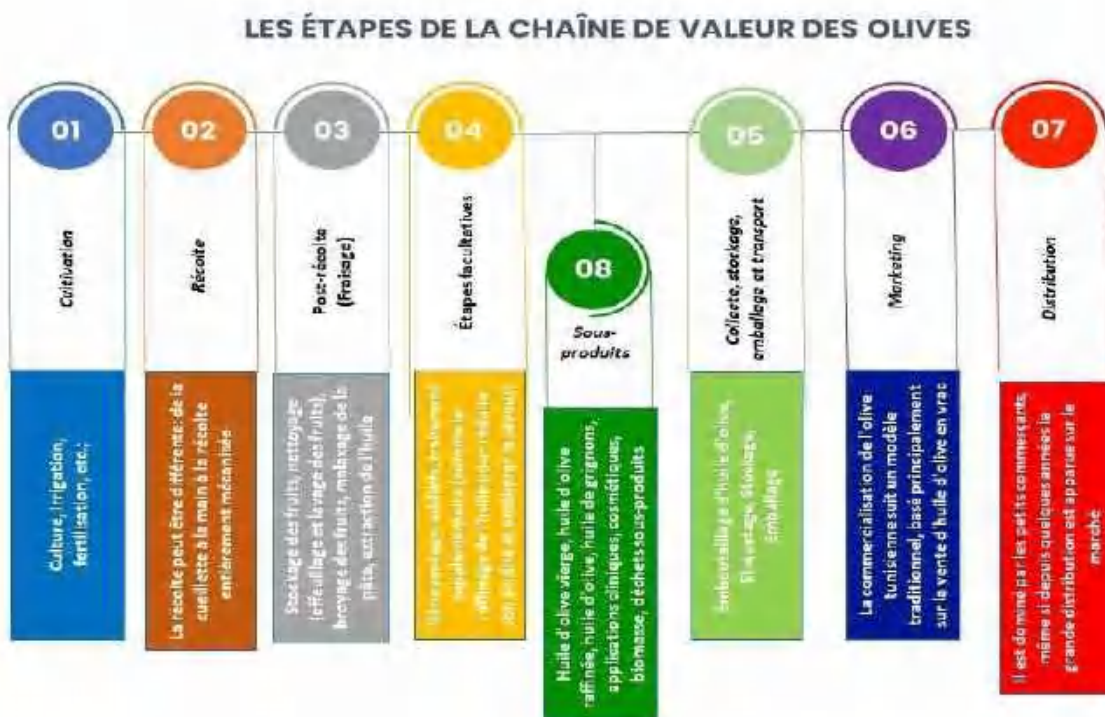 LES ÉTAPES DE LA CHAÎNE DE VALEUR DES OLIVES
01
Cultivation
Culture, irrigation,
fertilisation, etc.;
02
Récolte
La récolte peut être différente: de la
cueillette à la main à la récolte
entièrement mécanisée
03
Post-récolte
(Froisage)
Stockage des fruits, nettoyage
(effeuillage et lavage des fruits),
broyage des fruits, malaxage de la
pâte, extraction de l'huile
04
Étapes facultatives
08
Sous-
produits
Huile d'olive vierge, huile d'olive
raffinée, huile d'olive, huile de grignons,
applications cliniques, cosmétiques,
biomasse, déchets sous-produits
05
Collecte, stockage,
emballage et transport
Embouteillage d'huile d'olive,
Etiquetage, Stockage,
Emballage
06
Marketing
La commercialisation de l'olive
tunisienne suit un modèle
traditionnel, basé principalement
sur la vente d'huile d'olive en vrac
07
Distribution
Il est dominé par les petits commerçants,
même si depuis quelques années la
grande distribution est apparue sur le
marché